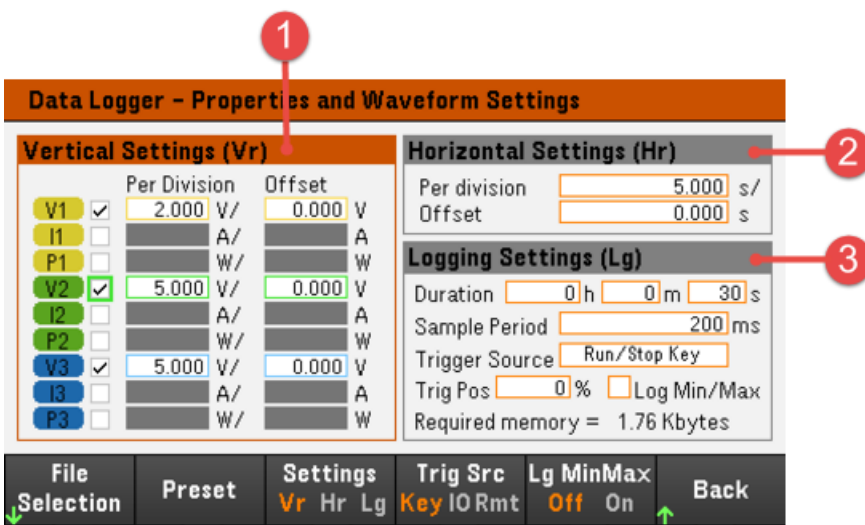 1
Data Logger - Properties and Waveform Settings
Vertical Settings (Vr)
Per Division Offset
V1 2.000 V/ 0.000 V
I1 A/ A
P1 W/ W
V2 5.000 V/ 0.000 V
I2 A/ A
P2 W/ W
V3 5.000 V/ 0.000 V
I3 A/ A
P3 W/ W
Horizontal Settings (Hr)
2
Per division 5.000 s/
Offset 0.000 s
Logging Settings (Lg)
3
Duration 0 h 0 m 30 s
Sample Period 200 ms
Trigger Source Run/Stop Key
Trig Pos 0 % Log Min/Max
Required memory = 1.76 Kbytes
File Selection
Preset
Settings
Vr Hr Lg
Trig Src
Key IO Rmt
Lg MinMax
Off On
Back